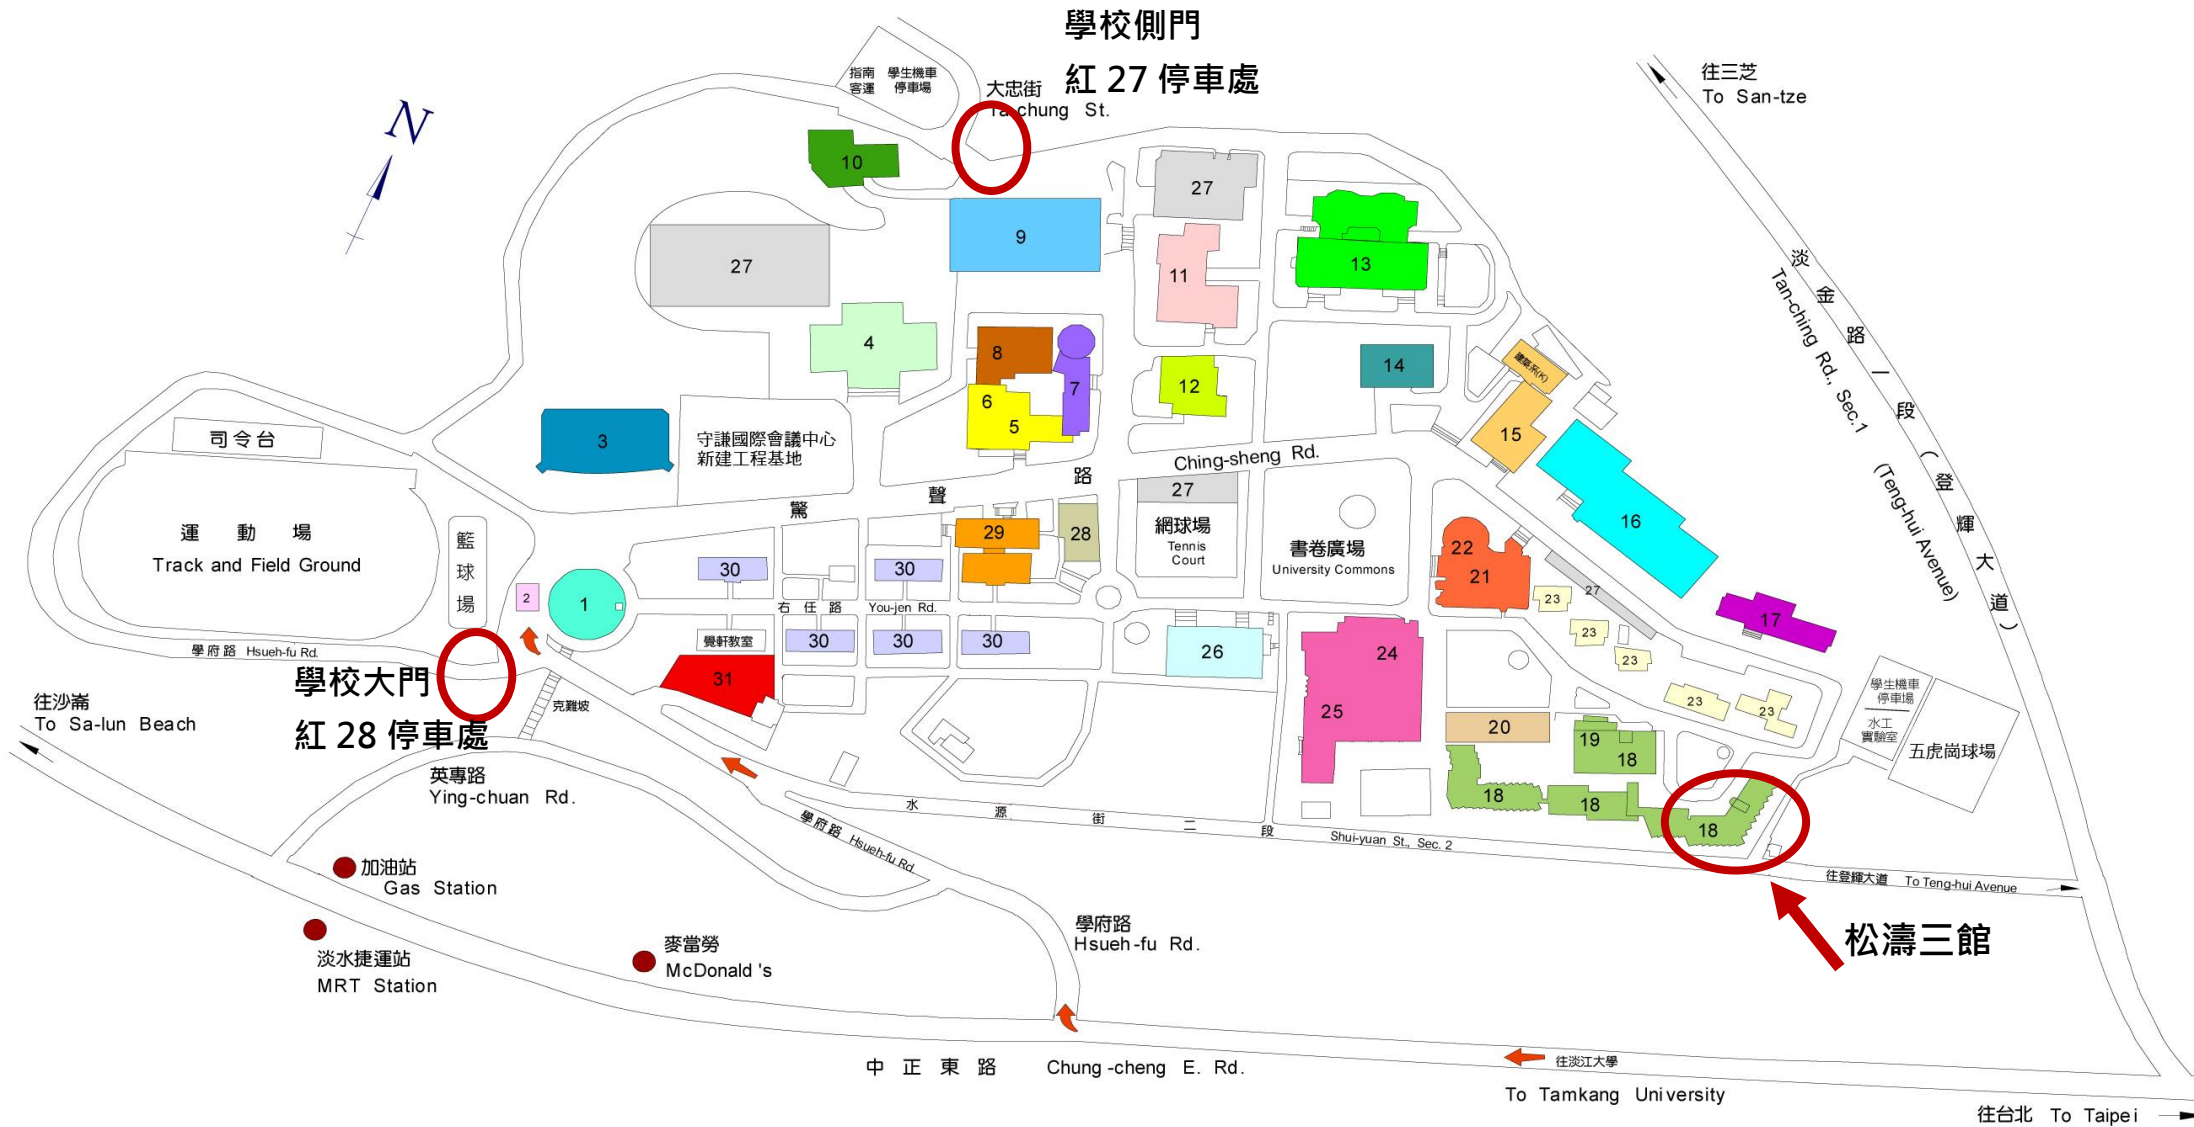 學校側門
紅 27 停車處
指南
客運
學生機車
停車場
大忠街
Ta-chung St.
往三芝
To San-tze
N
10
27
9
27
11
13
淡金路一段(登輝大道)
Tan-ching Rd., Sec.1
(Teng-hui Avenue)
4
8
7
6
5
12
14
建築系(K)
15
3
守謙國際會議中心
新建工程基地
司令台
Ching-sheng Rd.
驚聲路
27
16
運動場
Track and Field Ground
籃球場
29
28
網球場
Tennis
Court
書卷廣場
University Commons
22
21
30
30
2
1
右任路 You-jen Rd.
23
27
23
23
17
覺軒教室
30
30
30
26
24
學府路 Hsueh-fu Rd.
學校大門
紅 28 停車處
31
克難坡
25
23
23
學生機車
停車場
水工
實驗室
五虎崗球場
往沙崙
To Sa-lun Beach
20
19
18
18
18
18
英專路
Ying-chuan Rd.
水源街二段 Shui-yuan St., Sec. 2
學府路 Hsueh-fu Rd.
往登輝大道 To Teng-hui Avenue
加油站
Gas Station
學府路
Hsueh-fu Rd.
松濤三館
淡水捷運站
MRT Station
麥當勞
McDonald 's
中正東路 Chung-cheng E. Rd.
往淡江大學
To Tamkang University
往台北 To Taipei